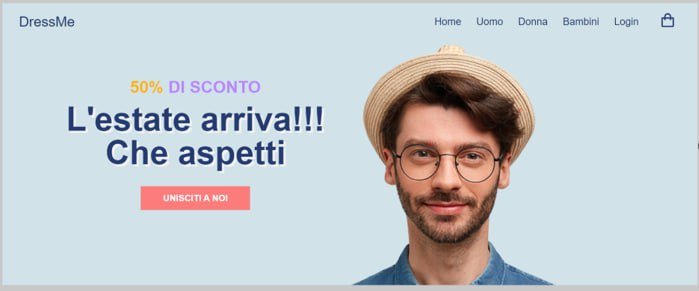 DressMe
Home Uomo Donna Bambini Login
50% DI SCONTO
L'estate arriva!!!
Che aspetti
UNISCITI A NOI